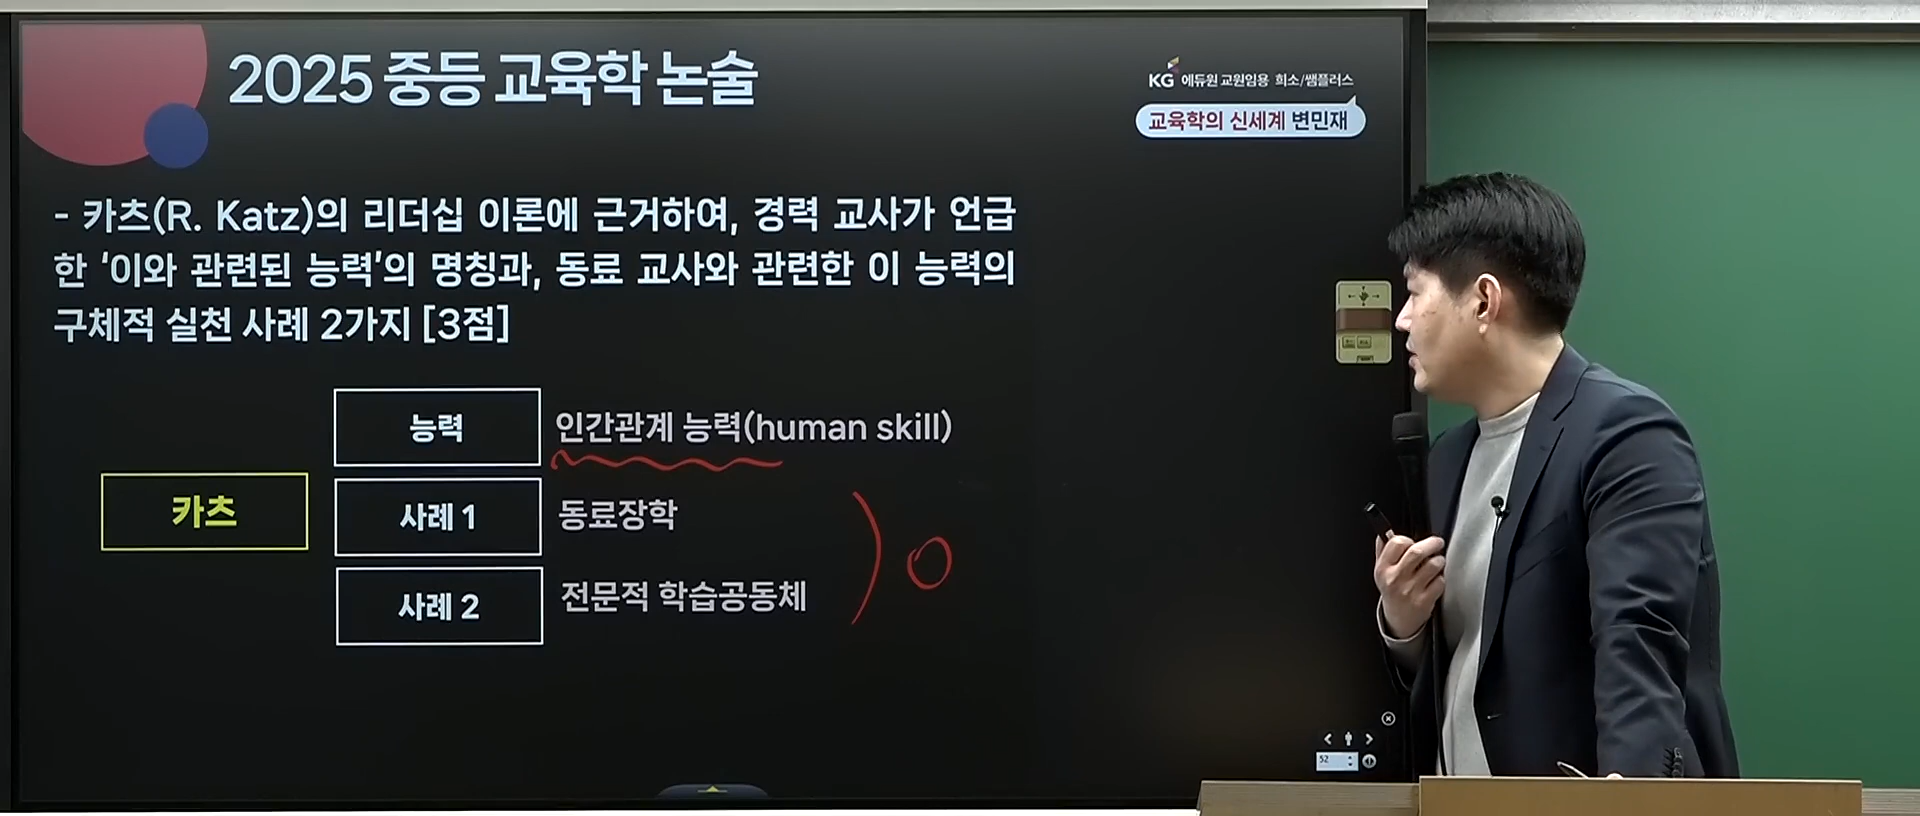 2025 중등 교육학 논술
KG 에듀원 교원임용 희소/쌤플러스
교육학의 신세계 변민재
- 카츠(R. Katz)의 리더십 이론에 근거하여, 경력 교사가 언급
한 ‘이와 관련된 능력’의 명칭과, 동료 교사와 관련한 이 능력의
구체적 실천 사례 2가지 [3점]
능력
인간관계 능력(human skill)
카츠
사례 1
동료장학
사례 2
전문적 학습공동체
52